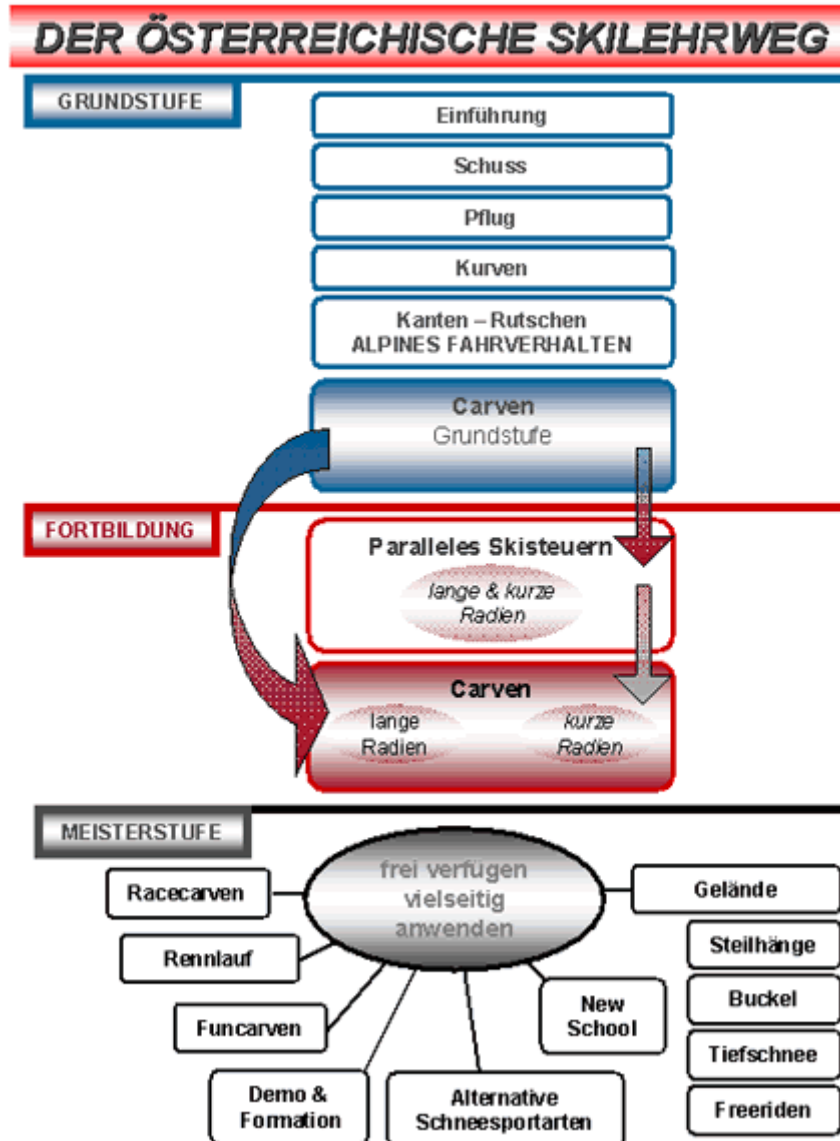 DER ÖSTERREICHISCHE SKILEHRWEG
GRUNDSTUFE
Einführung
Schuss
Pflug
Kurven
Kanten – Rutschen
ALPINES FAHRVERHALTEN
Carven
Grundstufe
FORTBILDUNG
Paralleles Skisteuern
lange & kurze
Radien
Carven
lange
Radien
kurze
Radien
MEISTERSTUFE
frei verfügen
vielseitig
anwenden
Racecarven
Rennlauf
Funcarven
Demo &
Formation
Alternative
Schneesportarten
New
School
Gelände
Steilhänge
Buckel
Tiefschnee
Freeriden